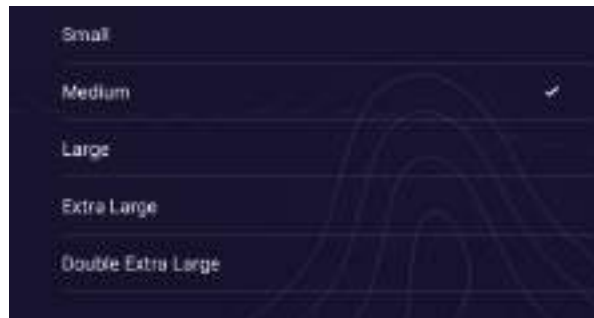 Small
Medium
Large
Extra Large
Double Extra Large